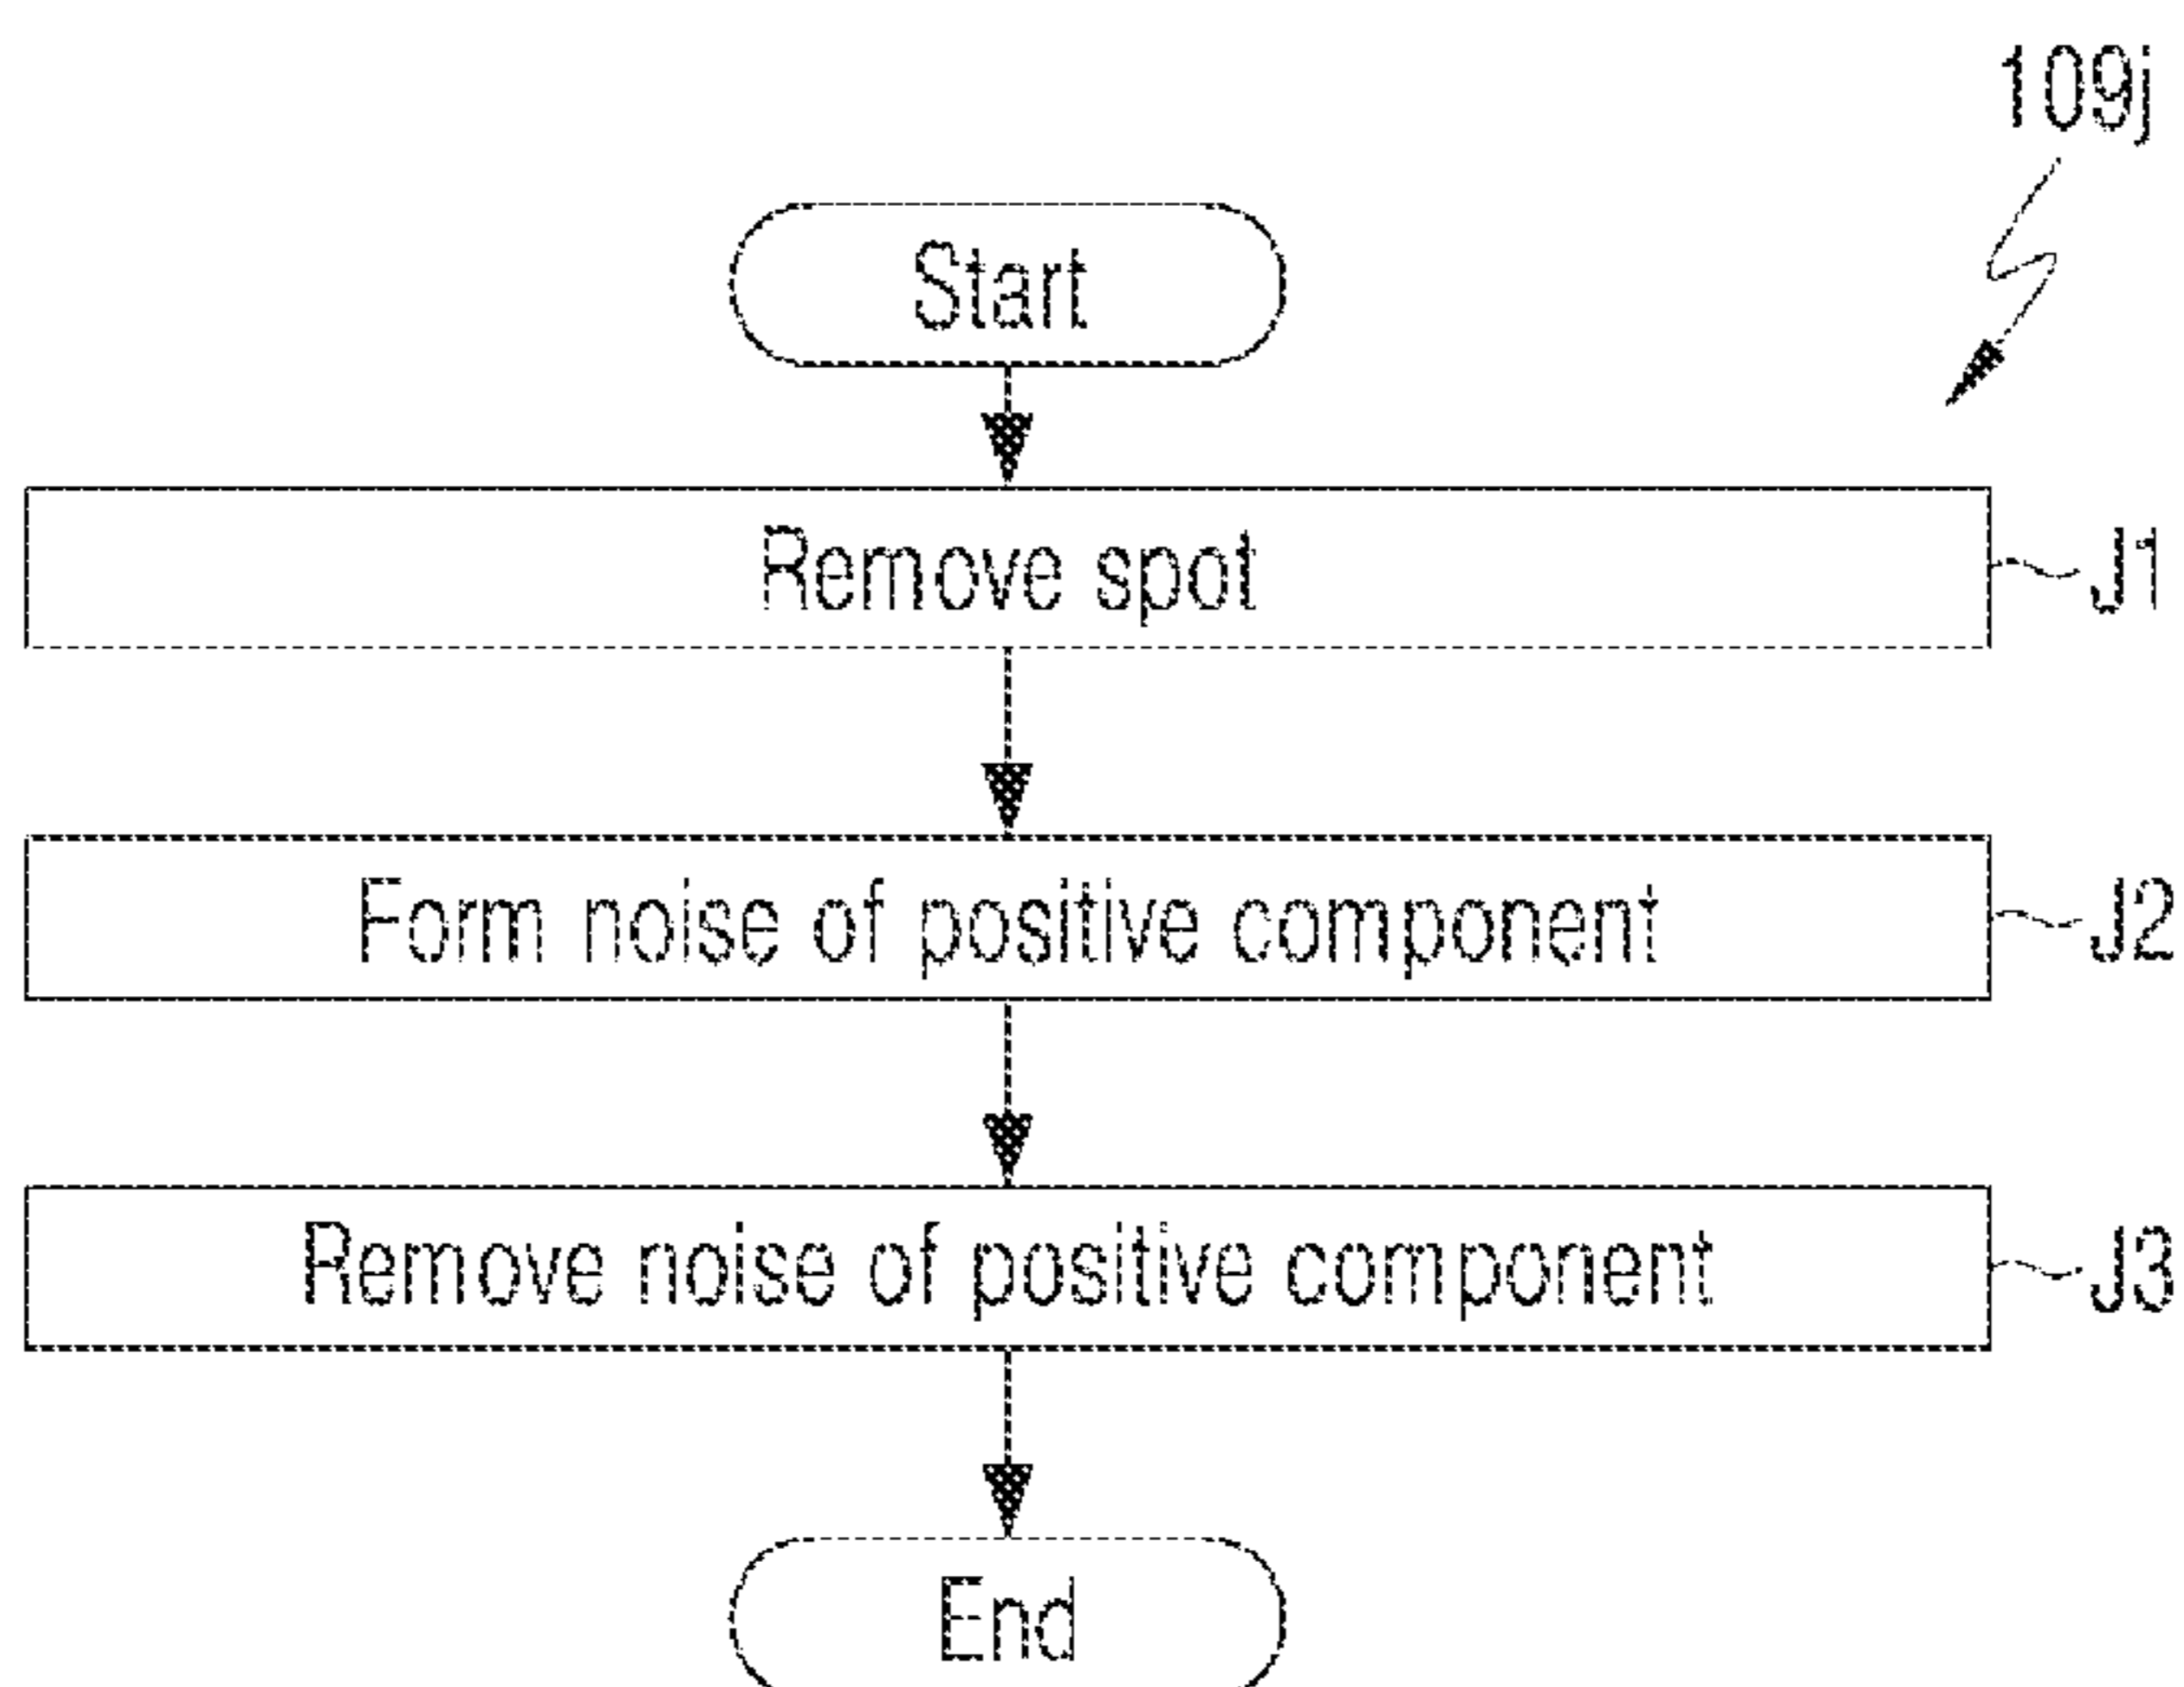 109j
Start
Remove spot
J1
Form noise of positive component
J2
Remove noise of positive component
J3
End